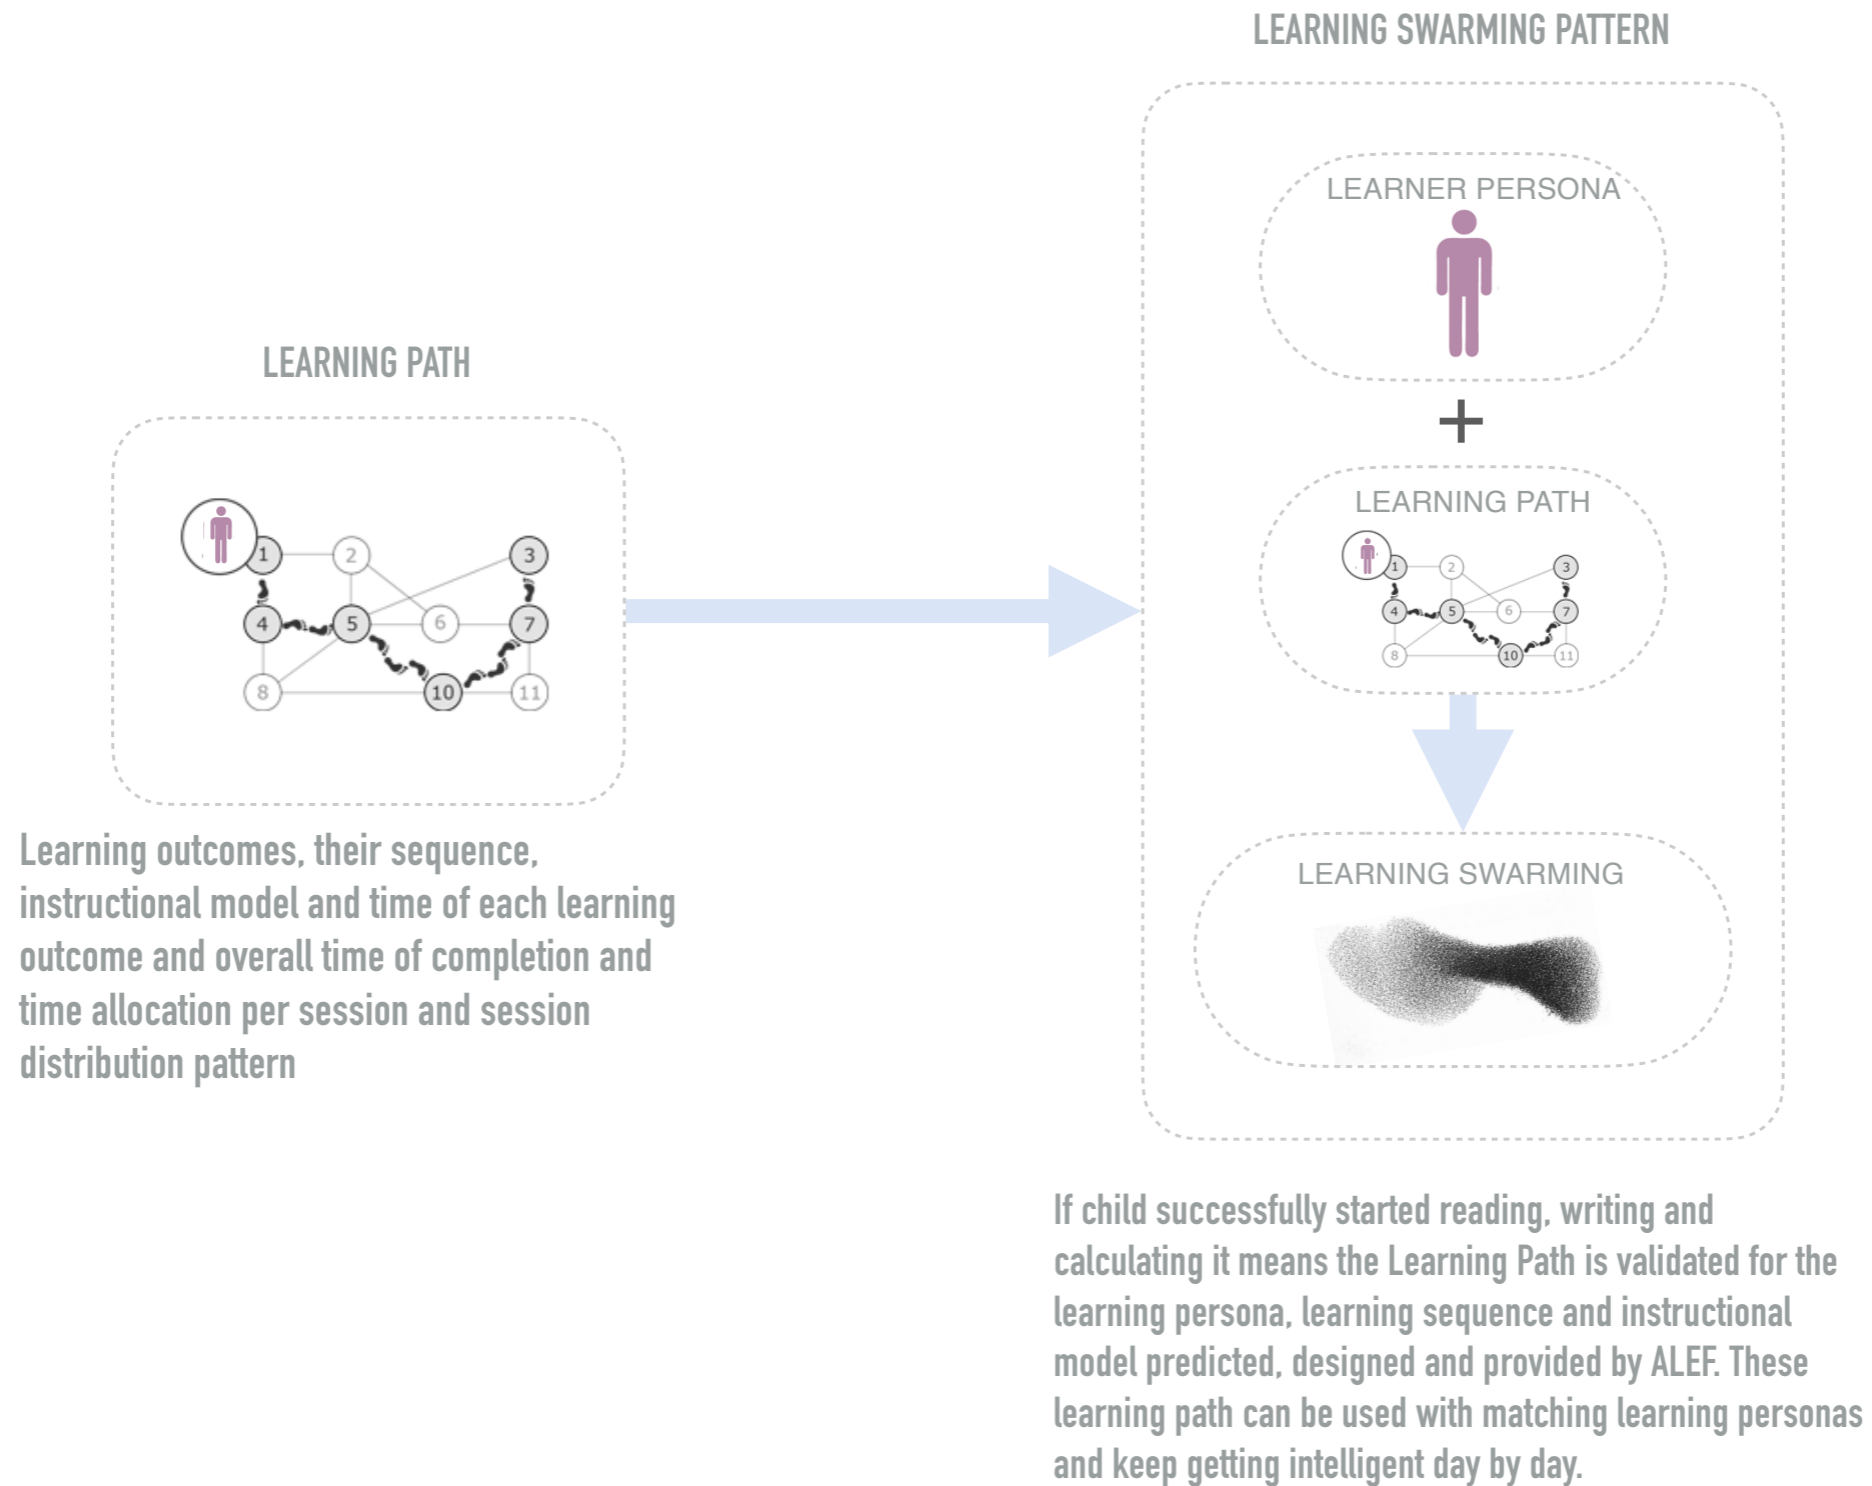 LEARNING SWARMING PATTERN
LEARNER PERSONA
+
LEARNING PATH
1 2 3
4 5 6 7
8 10 11
LEARNING SWARMING
LEARNING PATH
1 2 3
4 5 6 7
8 10 11
Learning outcomes, their sequence,
instructional model and time of each learning
outcome and overall time of completion and
time allocation per session and session
distribution pattern
If child successfully started reading, writing and
calculating it means the Learning Path is validated for the
learning persona, learning sequence and instructional
model predicted, designed and provided by ALEF. These
learning path can be used with matching learning personas
and keep getting intelligent day by day.